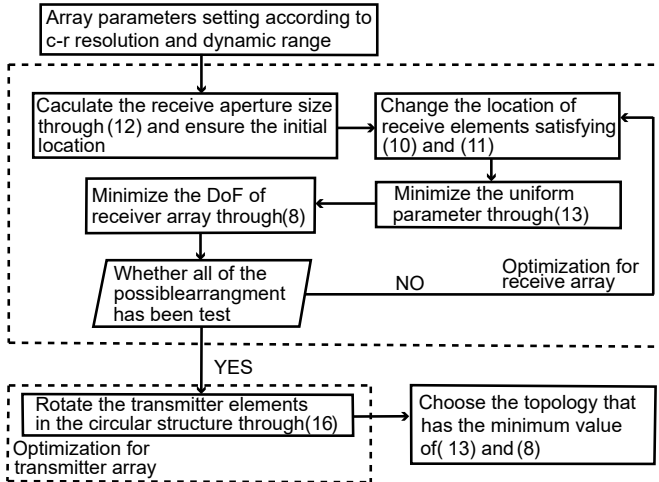 Array parameters setting according to
c-r resolution and dynamic range
Caculate the receive aperture size
through (12) and ensure the initial
location
Change the location of
receive elements satisfying
(10) and (11)
Minimize the DoF of
receiver array through(8)
Minimize the uniform
parameter through(13)
Whether all of the
possiblearrangment
has been test
NO
Optimization for
receive array
YES
Rotate the transmitter elements
in the circular structure through(16)
Optimization for
transmitter array
Choose the topology that
has the minimum value
of( 13) and (8)